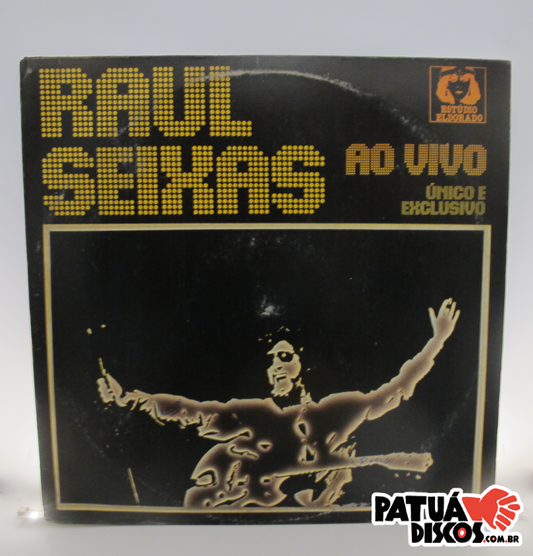 RAUL
SEIXAS
ESTÚDIO
ELDORADO
AO VIVO
ÚNICO E
EXCLUSIVO
PATUÁ
DISCOS.COM.BR